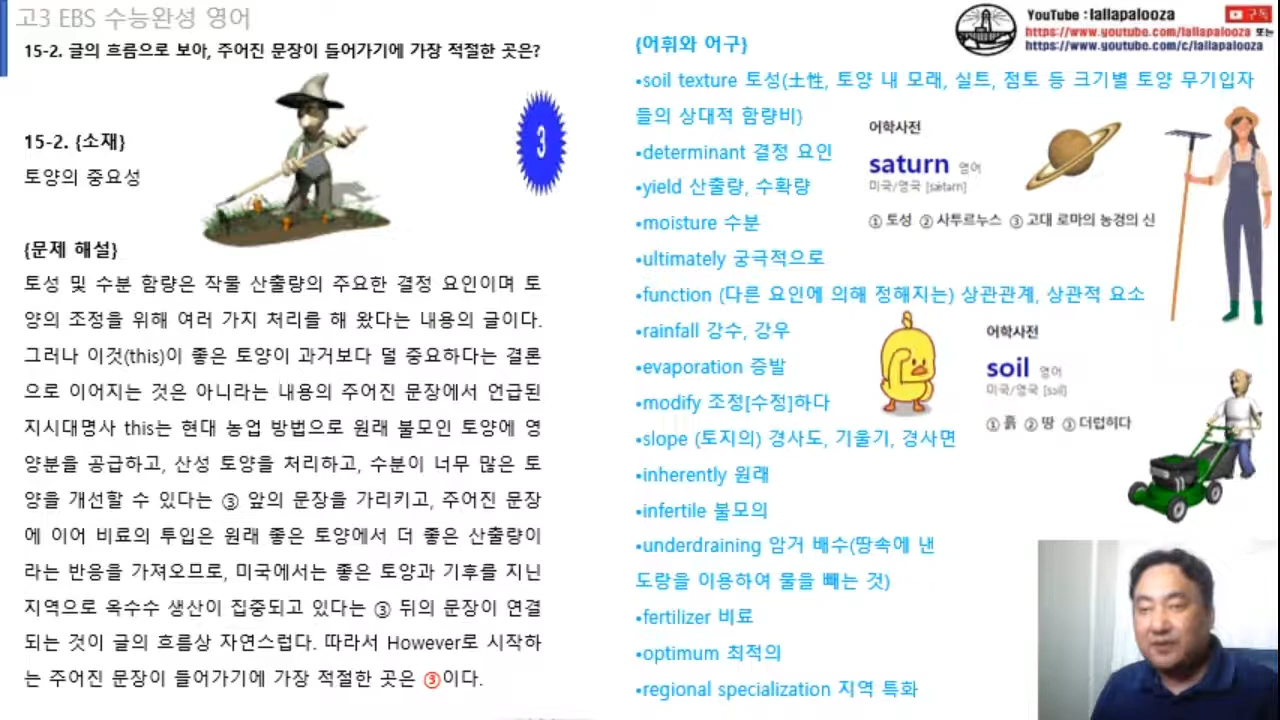 고3 EBS 수능완성 영어
15-2. 글의 흐름으로 보아, 주어진 문장이 들어가기에 가장 적절한 곳은?
3
15-2. {소재}
토양의 중요성
{문제 해설}
토성 및 수분 함량은 작물 산출량의 주요한 결정 요인이며 토
양의 조정을 위해 여러 가지 처리를 해 왔다는 내용의 글이다.
그러나 이것(this)이 좋은 토양이 과거보다 덜 중요하다는 결론
으로 이어지는 것은 아니라는 내용의 주어진 문장에서 언급된
지시대명사 this는 현대 농업 방법으로 원래 불모인 토양에 영
양분을 공급하고, 산성 토양을 처리하고, 수분이 너무 많은 토
양을 개선할 수 있다는 ③ 앞의 문장을 가리키고, 주어진 문장
에 이어 비료의 투입은 원래 좋은 토양에서 더 좋은 산출량이
라는 반응을 가져오므로, 미국에서는 좋은 토양과 기후를 지닌
지역으로 옥수수 생산이 집중되고 있다는 ③ 뒤의 문장이 연결
되는 것이 글의 흐름상 자연스럽다. 따라서 However로 시작하
는 주어진 문장이 들어가기에 가장 적절한 곳은 ③이다.
{어휘와 어구}
•soil texture 토성(土性, 토양 내 모래, 실트, 점토 등 크기별 토양 무기입자
들의 상대적 함량비)
•determinant 결정 요인
•yield 산출량, 수확량
•moisture 수분
•ultimately 궁극적으로
•function (다른 요인에 의해 정해지는) 상관관계, 상관적 요소
•rainfall 강수, 강우
•evaporation 증발
•modify 조정[수정]하다
•slope (토지의) 경사도, 기울기, 경사면
•inherently 원래
•infertile 불모의
•underdraining 암거 배수(땅속에 낸
도랑을 이용하여 물을 빼는 것)
•fertilizer 비료
•optimum 최적의
•regional specialization 지역 특화
YouTube : lallapalooza
구독
https://www.youtube.com/lallapalooza 또는
https://www.youtube.com/c/lallapalooza
어학사전
saturn 영어
미국/영국 [sǽtərn]
① 토성 ② 사투르누스 ③ 고대 로마의 농경의 신
어학사전
soil 영어
미국/영국 [sɔil]
① 흙 ② 땅 ③ 더럽히다